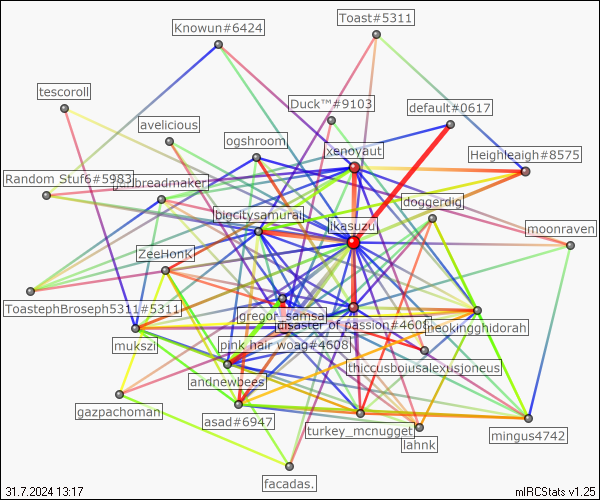 Toast#5311
Knowun#6424
tescoroll
Duck™#9103
default#0617
avelicious
ogshroom
xenoyaut
Heighleaigh#8575
Random Stuf6#5983
doggerdig
bigcitysamurai
jikasuzu
moonraven
ZeeHonk
ToastephBroseph5311#5311
gregor_samsa
disaster of passion#4608
neokingghidorah
mukszi
pink hair woag#4608
thiccusboiusalexusjoneus
andnewbees
gazpachoman
asad#6947
turkey_mcnugget
lahnk
mingus4742
facadas.
31.7.2024 13:17
mIRCStats v1.25